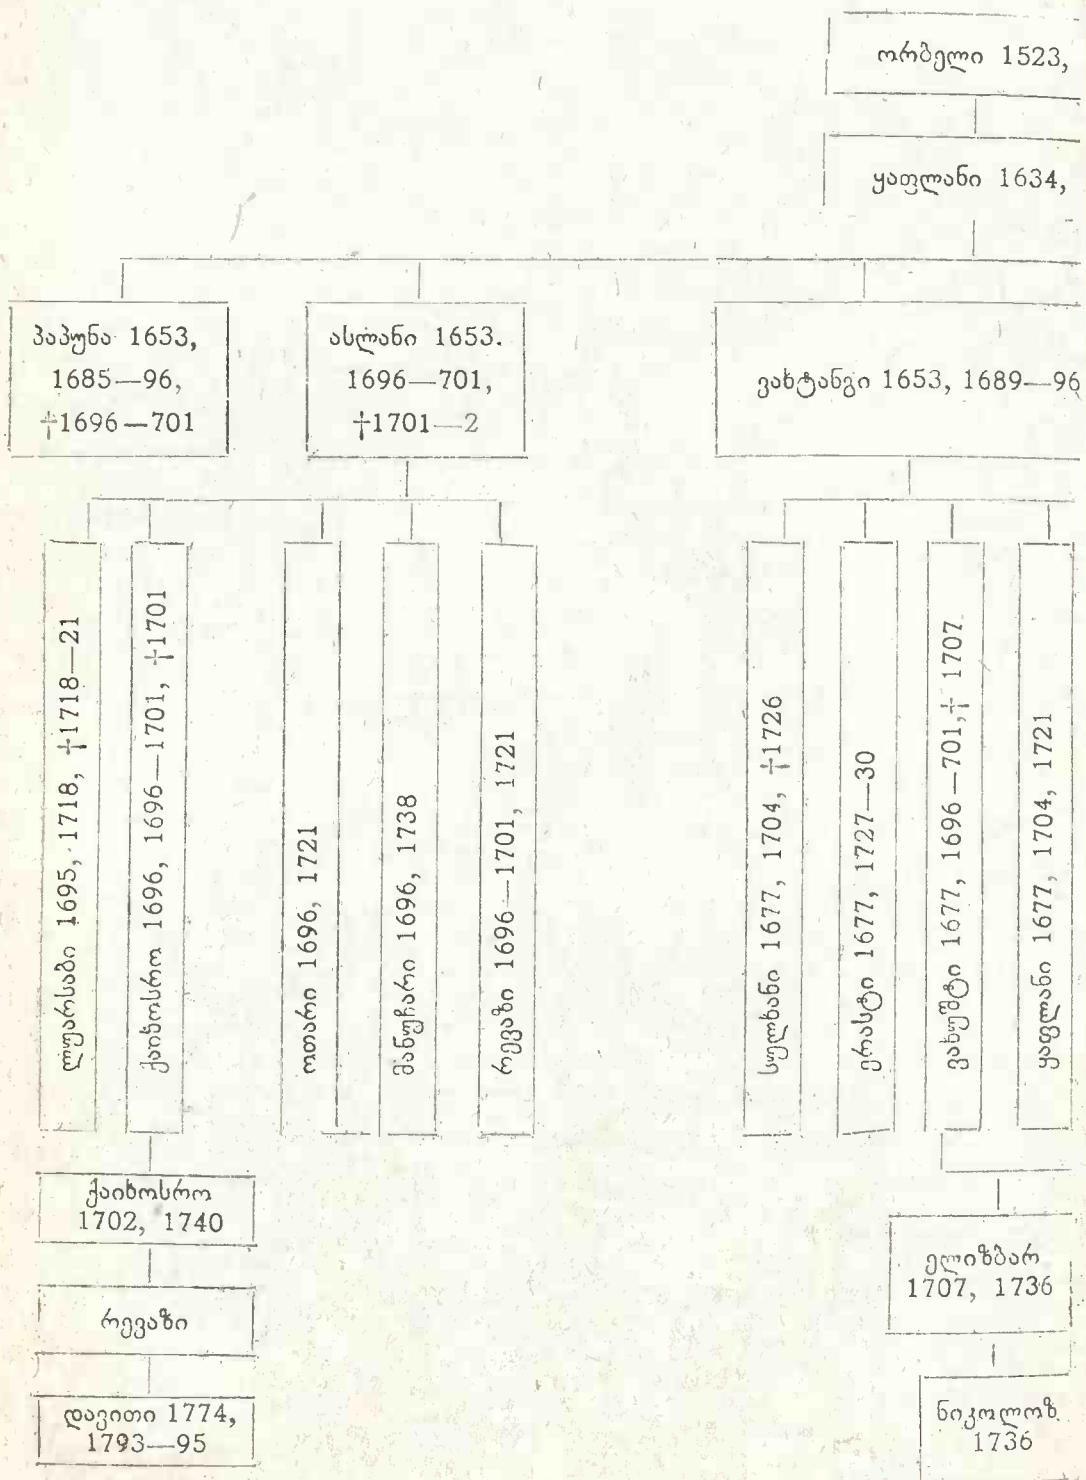 ორბელი 1523,
ყაფლანი 1634,
პაპუნა 1653,
1685—96,
†1696—701
ასლანი 1653.
1696—701,
†1701—2
ვახტანგი 1653, 1689—96
ლუარსაბი 1695, 1718, †1718—21
ქაიხოსრო 1696, 1696—1701, †1701
ოთარი 1696, 1721
მანუჩარი 1696, 1738
რევაზი 1696—1701, 1721
სულხანი 1677, 1704, †1726
ერასტი 1677, 1727—30
ვახუშტი 1677, 1696—701, † 1707
ყაფლანი 1677, 1704, 1721
ქაიხოსრო
1702, 1740
რევაზი
დავითი 1774,
1793—95
ელიზბარ
1707, 1736
ნიკოლოზ.
1736